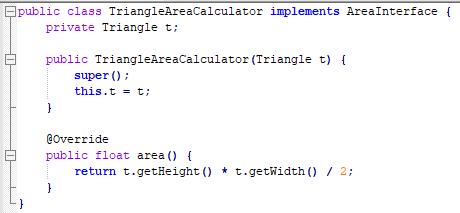 public class TriangleAreaCalculator implements AreaInterface {
    private Triangle t;

    public TriangleAreaCalculator(Triangle t) {
        super();
        this.t = t;
    }

    @Override
    public float area() {
        return t.getHeight() * t.getWidth() / 2;
    }
}